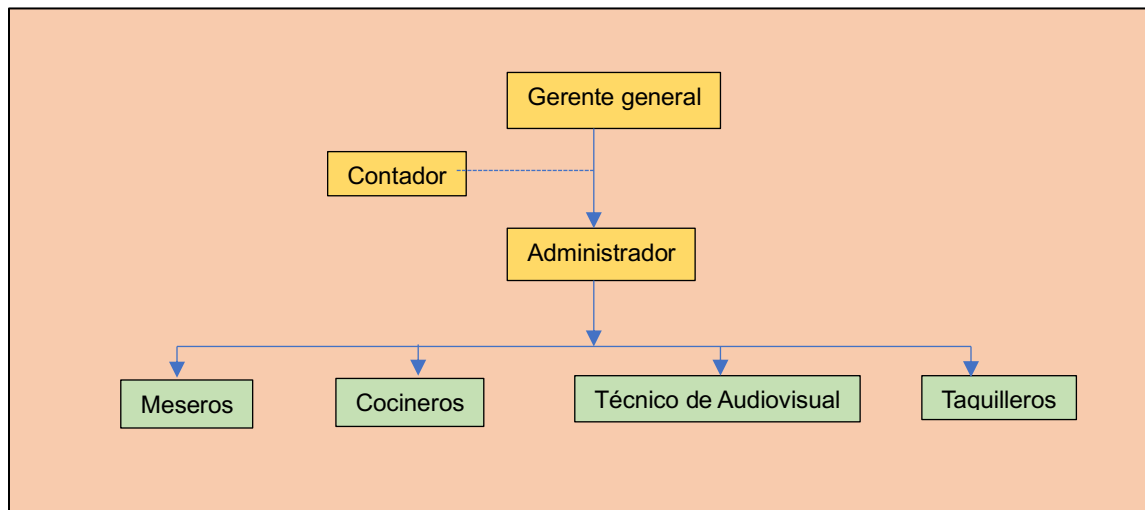 Gerente general
Contador
Administrador
Meseros
Cocineros
Técnico de Audiovisual
Taquilleros